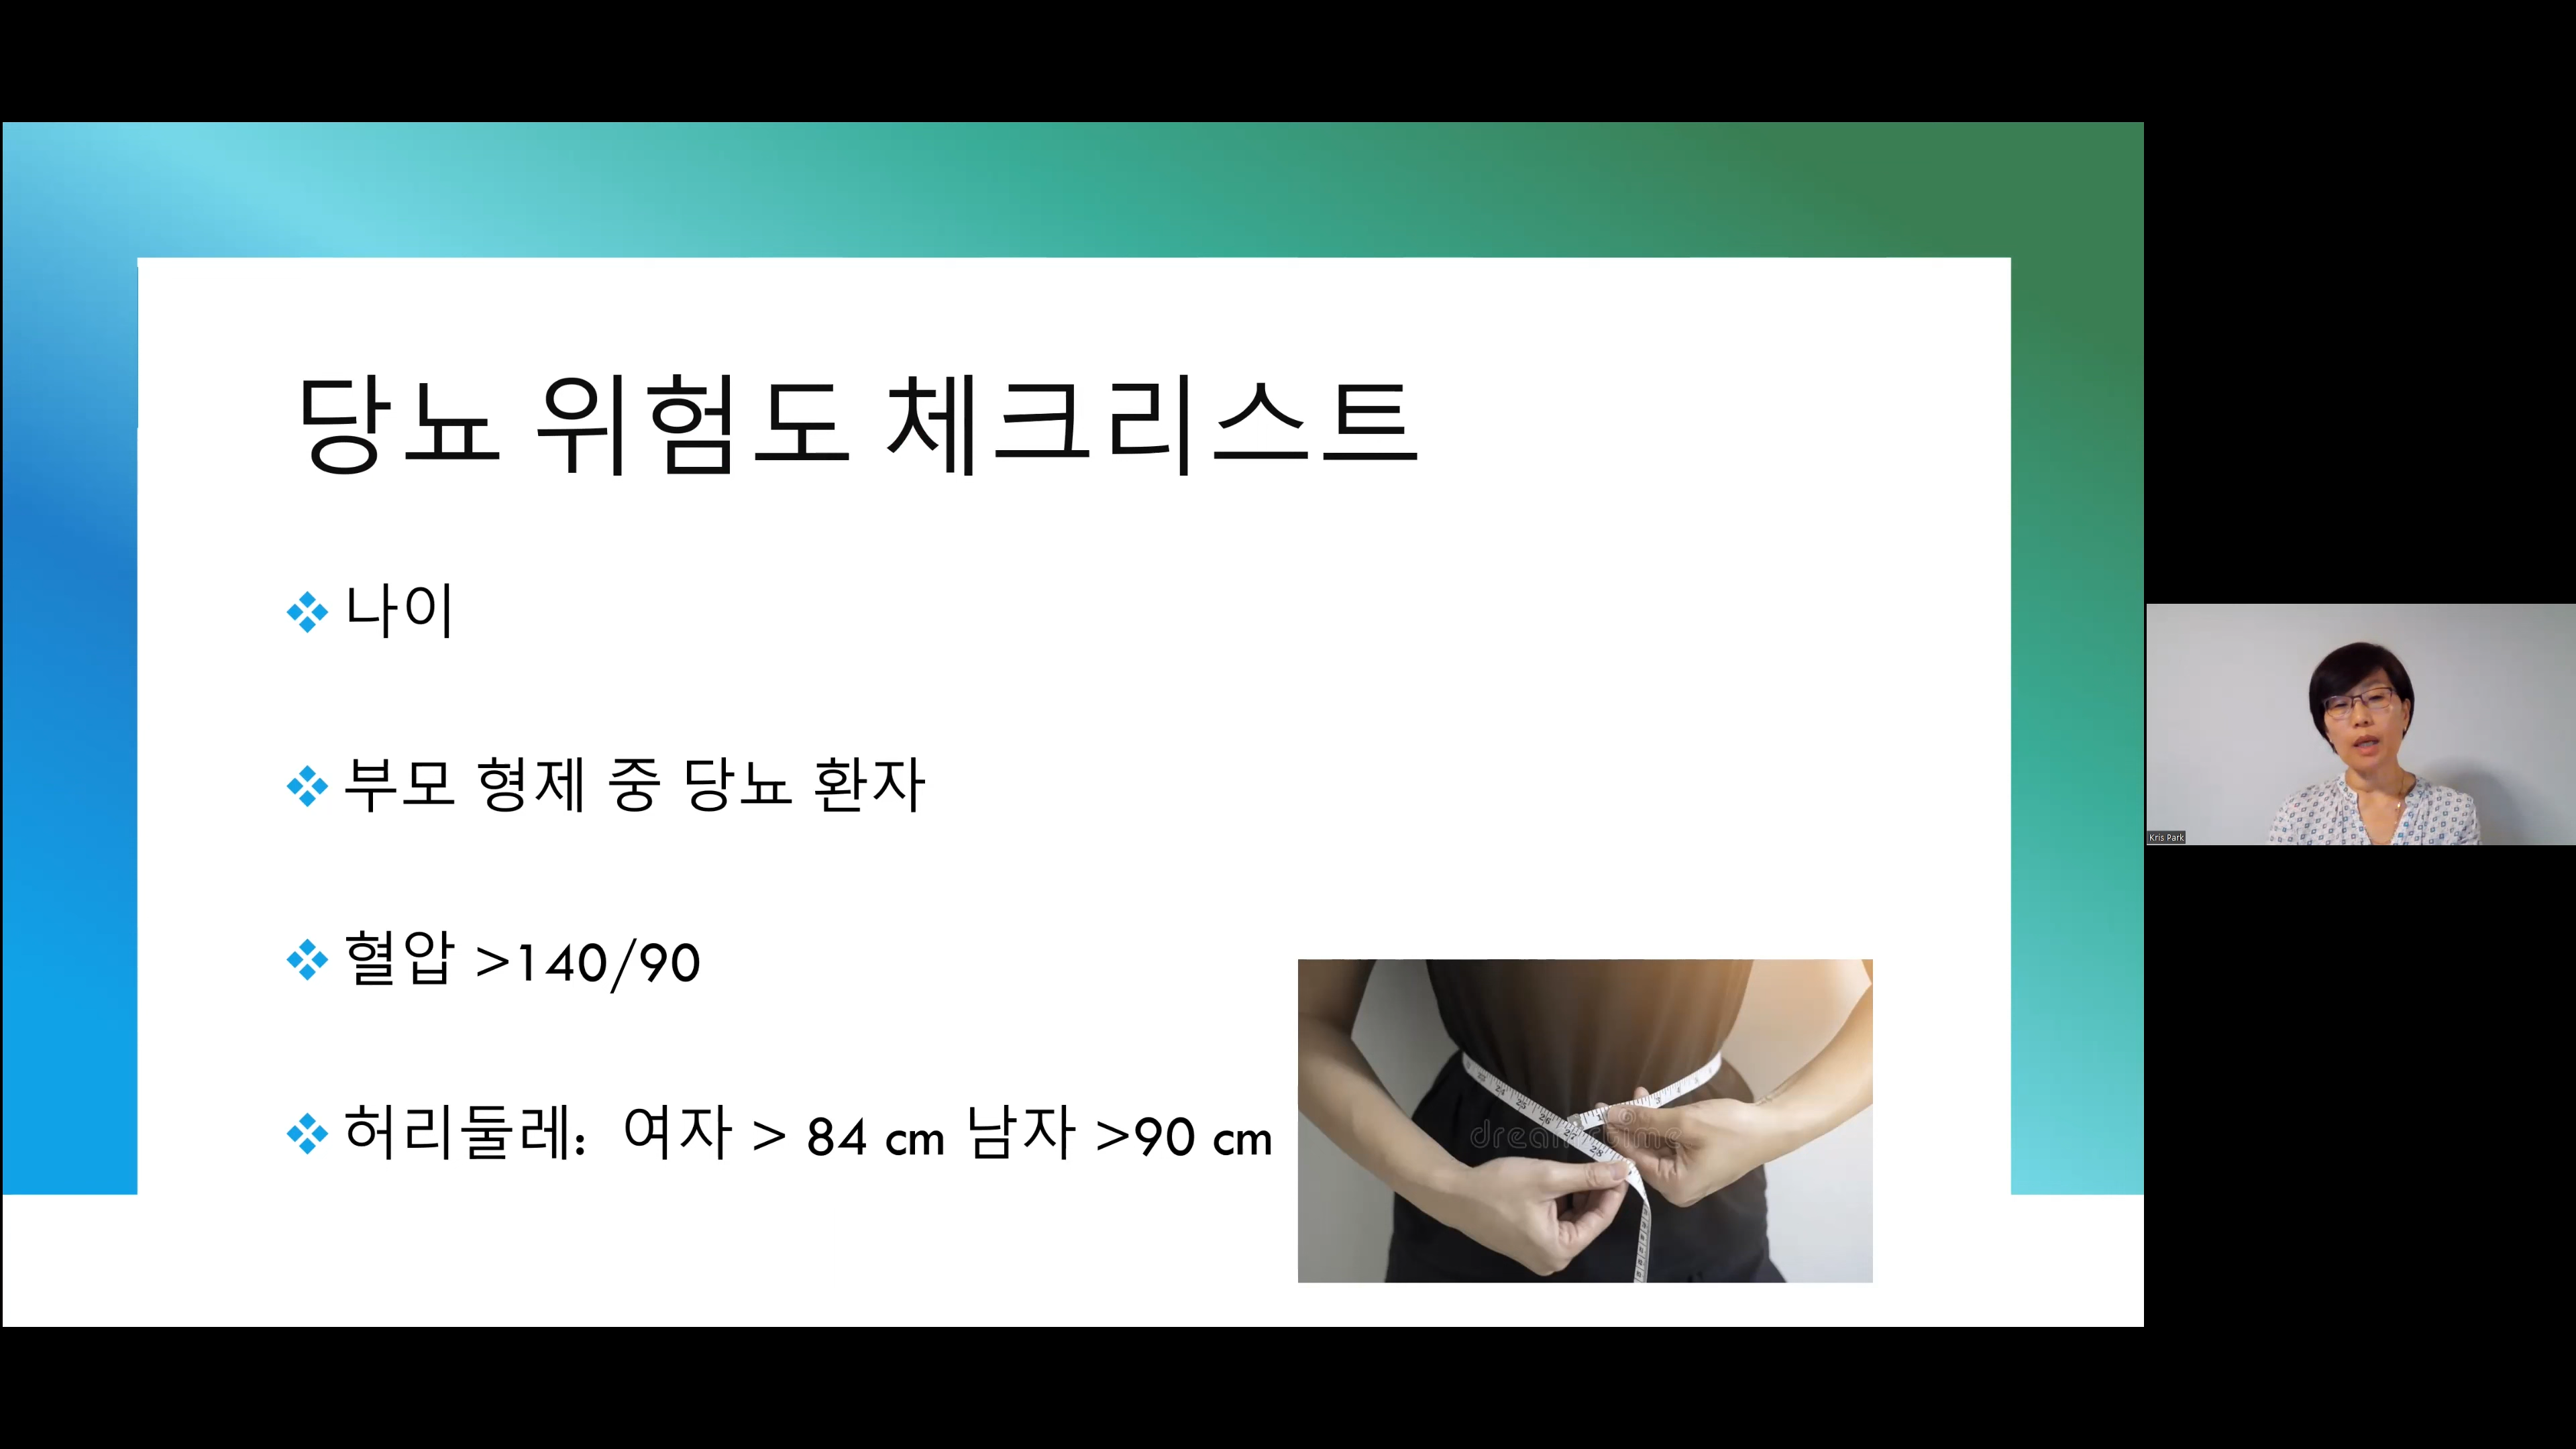 당뇨 위험도 체크리스트
나이
부모 형제 중 당뇨 환자
혈압 >140/90
허리둘레: 여자 > 84 cm 남자 >90 cm
dreamstime
Kris Park